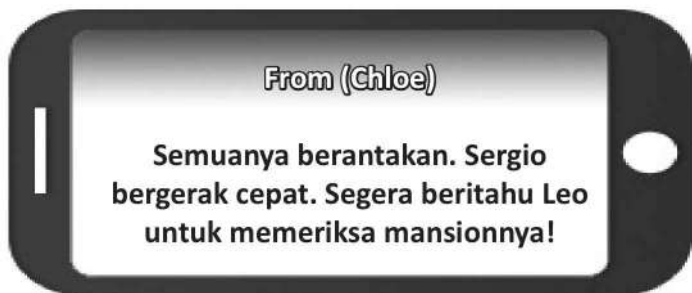 From (Chloe)
Semuanya berantakan. Sergio
bergerak cepat. Segera beritahu Leo
untuk memeriksa mansionnya!